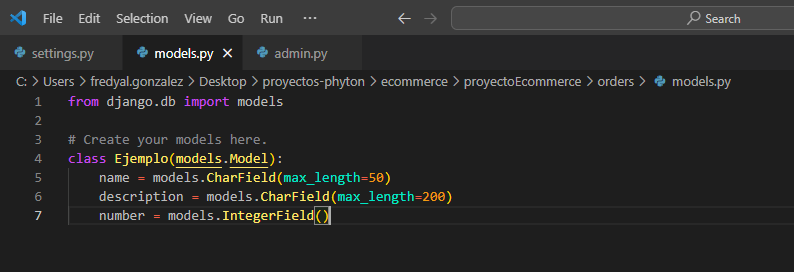 File Edit Selection View Go Run ... Search
settings.py models.py admin.py
C: > Users > fredyal.gonzalez > Desktop > proyectos-phyton > ecommerce > proyectoEcommerce > orders > models.py
1 from django.db import models
2
3 # Create your models here.
4 class Ejemplo(models.Model):
5 name = models.CharField(max_length=50)
6 description = models.CharField(max_length=200)
7 number = models.IntegerField()